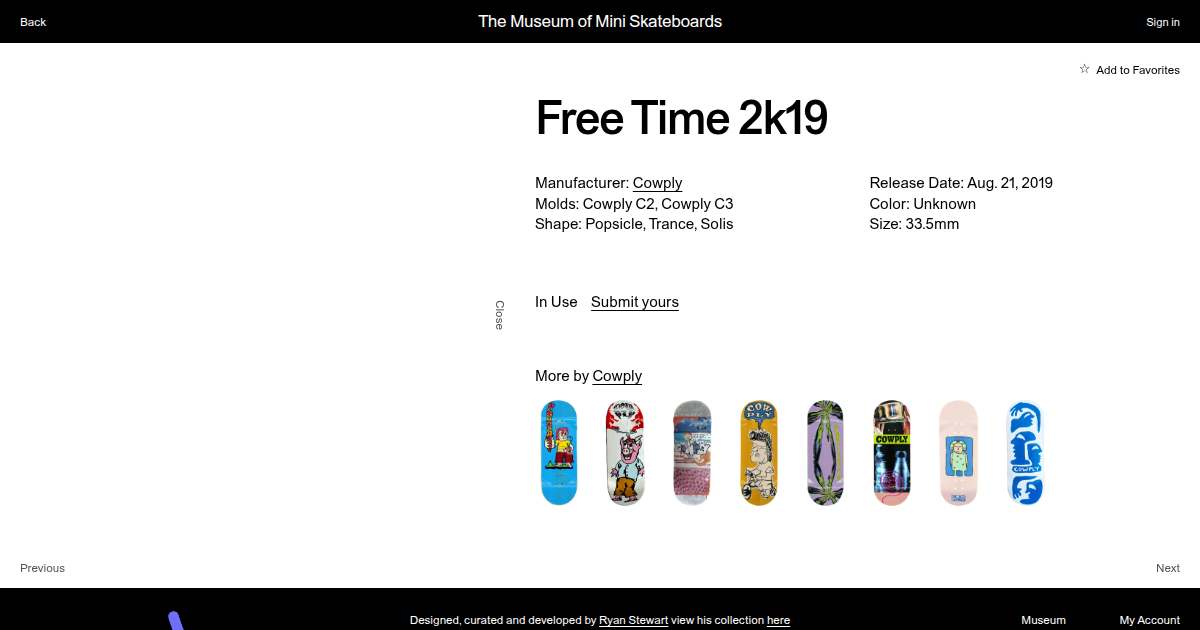 Back
The Museum of Mini Skateboards
Sign in
☆ Add to Favorites
Free Time 2k19
Manufacturer: Cowply
Molds: Cowply C2, Cowply C3
Shape: Popsicle, Trance, Solis
Release Date: Aug. 21, 2019
Color: Unknown
Size: 33.5mm
Close
In Use Submit yours
More by Cowply
COW
PLY
COWPLY
COWPLY
Previous
Next
Designed, curated and developed by Ryan Stewart view his collection here
Museum
My Account